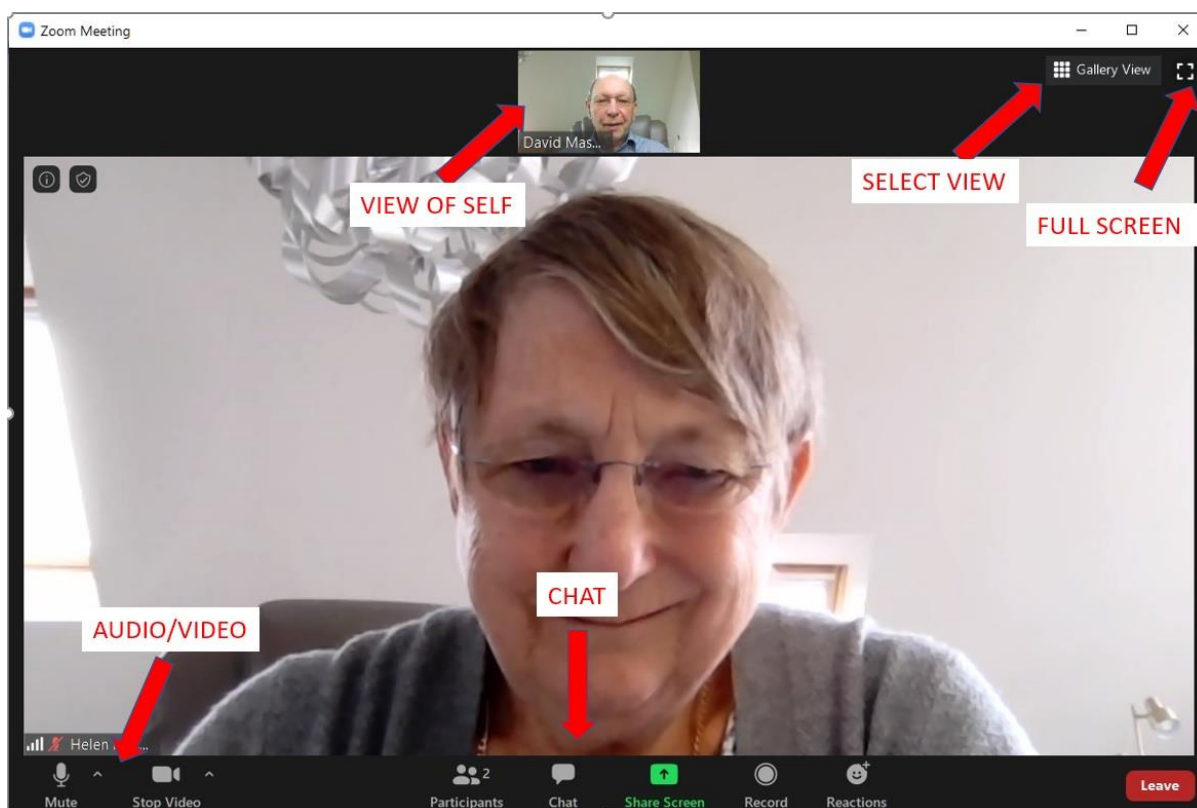 Zoom Meeting
Gallery View
David Mas...
VIEW OF SELF
SELECT VIEW
FULL SCREEN
CHAT
AUDIO/VIDEO
Helen
2
Mute
Stop Video
Participants
Chat
Share Screen
Record
Reactions
Leave